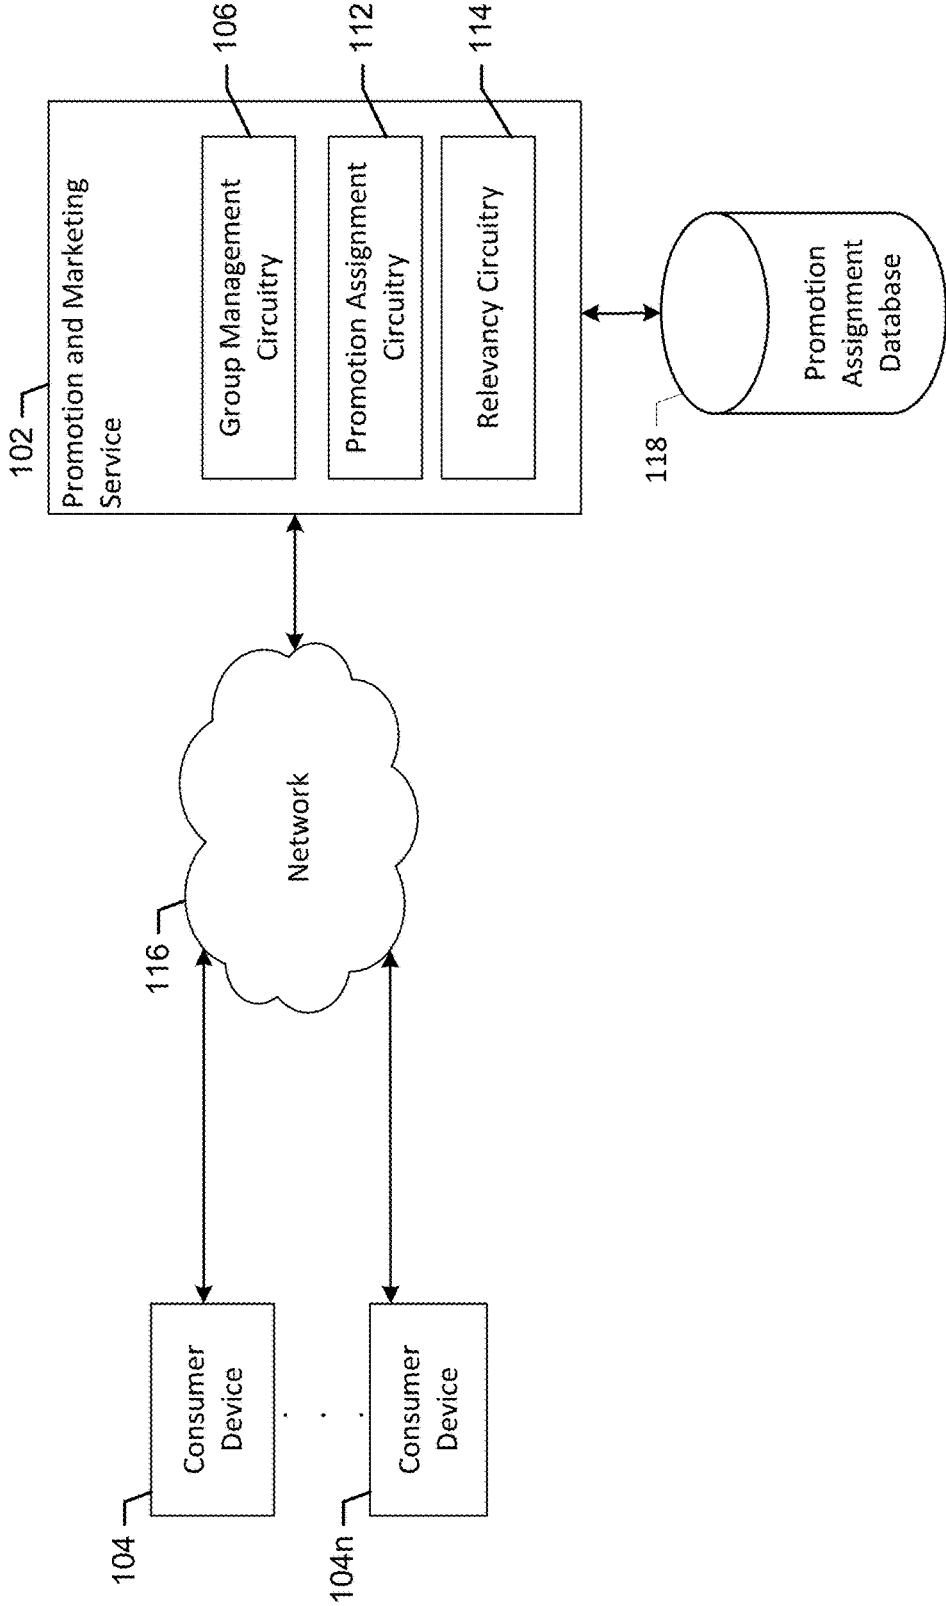 102
Promotion and Marketing
Service
106
Group Management
Circuitry
112
Promotion Assignment
Circuitry
114
Relevancy Circuitry
118
Promotion
Assignment
Database
116
Network
104
Consumer
Device
. . .
104n
Consumer
Device